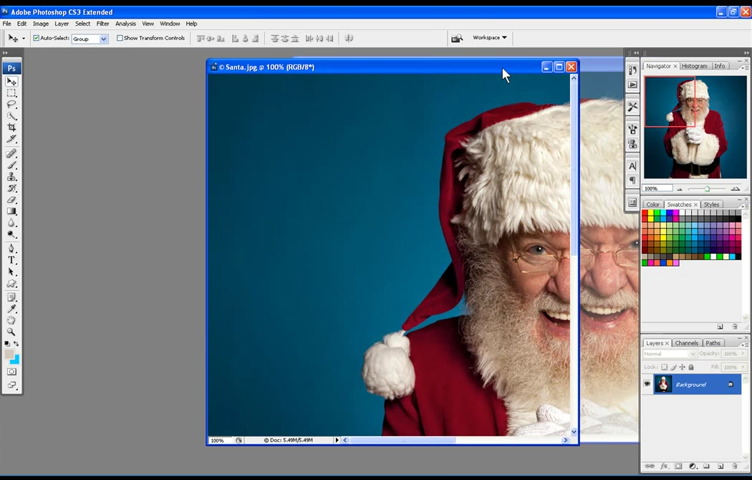 Adobe Photoshop CS3 Extended
File Edit Image Layer Select Filter Analysis View Window Help
Auto-Select: Group Show Transform Controls
Workspace
Ps
© Santa.jpg @ 100% (RGB/8*)
Navigator Histogram Info
100%
Color Swatches Styles
Layers Channels Paths
Normal Opacity: 100%
Lock: Fill: 100%
Background
100% Doc: 5.49M/5.49M